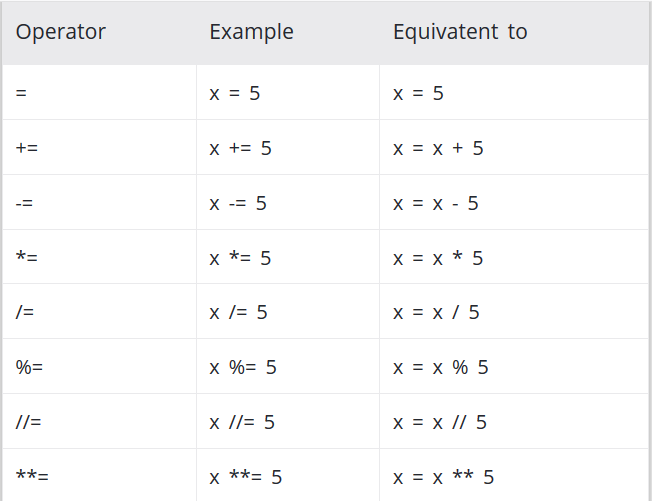 Operator Example Equivatent to
= x = 5 x = 5
+= x += 5 x = x + 5
-= x -= 5 x = x - 5
*= x *= 5 x = x * 5
/= x /= 5 x = x / 5
%= x %= 5 x = x % 5
//= x //= 5 x = x // 5
**= x **= 5 x = x ** 5